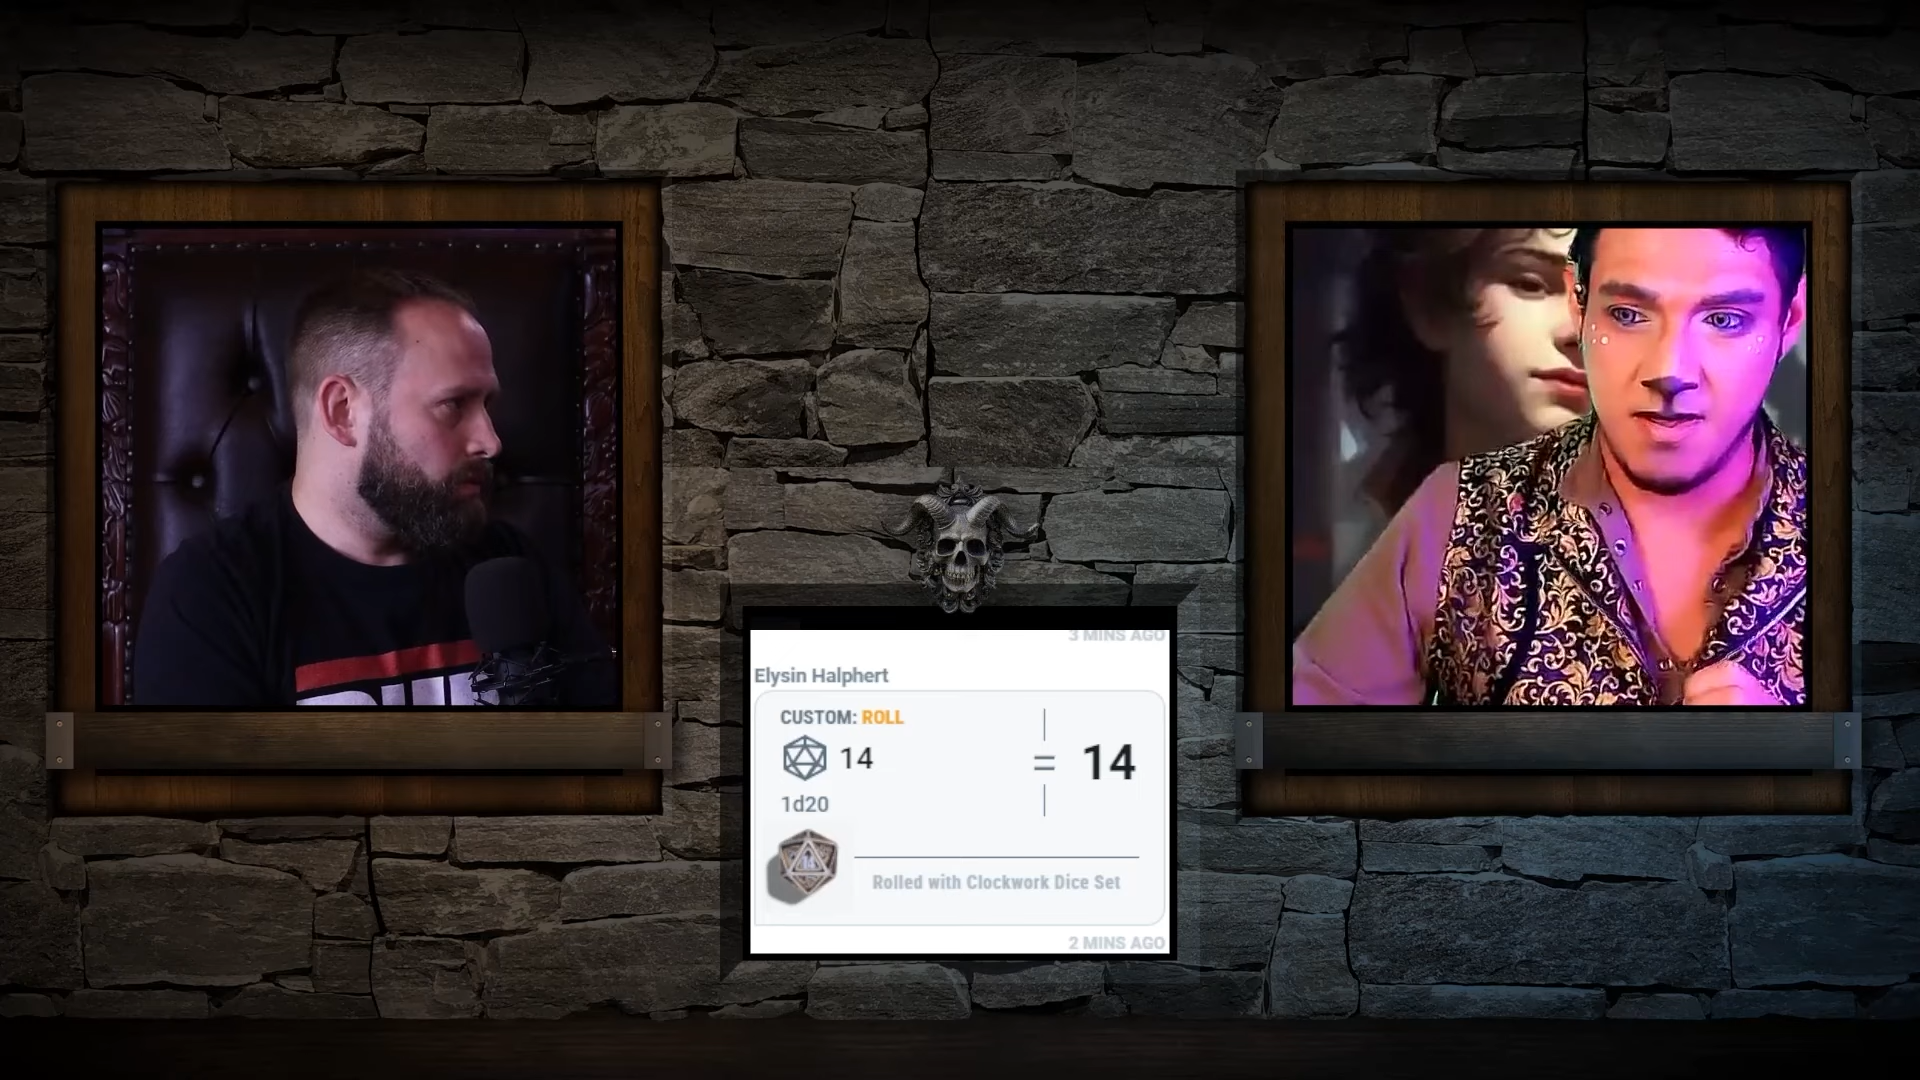 3 MINS AGO
Elysin Halphert
CUSTOM: ROLL
14
= 14
1d20
Rolled with Clockwork Dice Set
2 MINS AGO